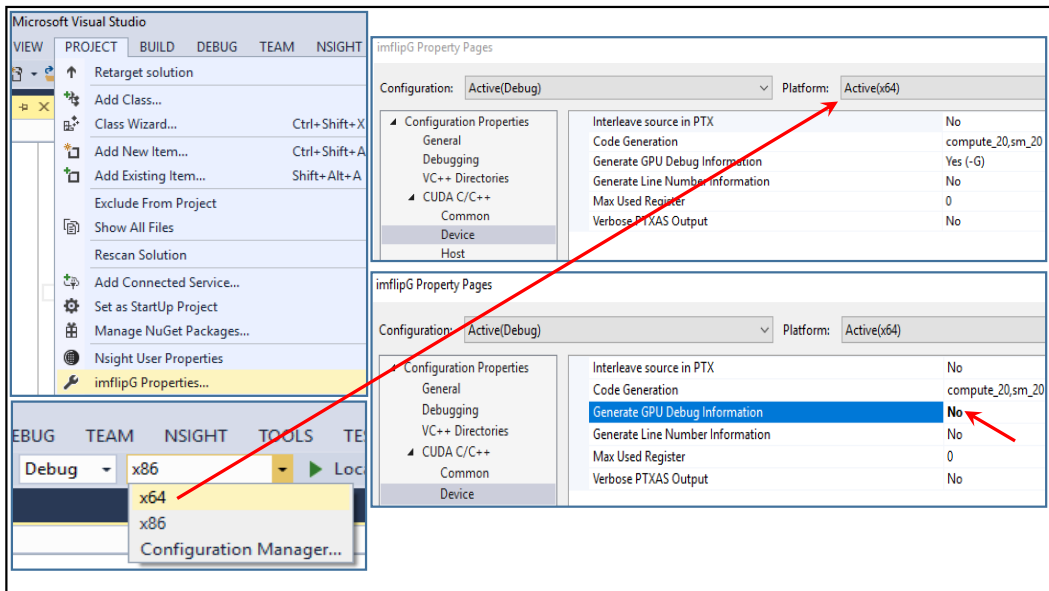 Microsoft Visual Studio
VIEW PROJECT BUILD DEBUG TEAM NSIGHT
Retarget solution
Add Class...
Class Wizard... Ctrl+Shift+X
Add New Item... Ctrl+Shift+A
Add Existing Item... Shift+Alt+A
Exclude From Project
Show All Files
Rescan Solution
Add Connected Service...
Set as StartUp Project
Manage NuGet Packages...
Nsight User Properties
imflipG Properties...
EBUG TEAM NSIGHT TOOLS TE
Debug x86 Loca
x64
x86
Configuration Manager...
imflipG Property Pages
Configuration: Active(Debug) Platform: Active(x64)
Configuration Properties
General
Debugging
VC++ Directories
CUDA C/C++
Common
Device
Host
Interleave source in PTX No
Code Generation compute_20,sm_20
Generate GPU Debug Information Yes (-G)
Generate Line Number Information No
Max Used Register 0
Verbose PTXAS Output No
imflipG Property Pages
Configuration: Active(Debug) Platform: Active(x64)
Configuration Properties
General
Debugging
VC++ Directories
CUDA C/C++
Common
Device
Interleave source in PTX No
Code Generation compute_20,sm_20
Generate GPU Debug Information No
Generate Line Number Information No
Max Used Register 0
Verbose PTXAS Output No